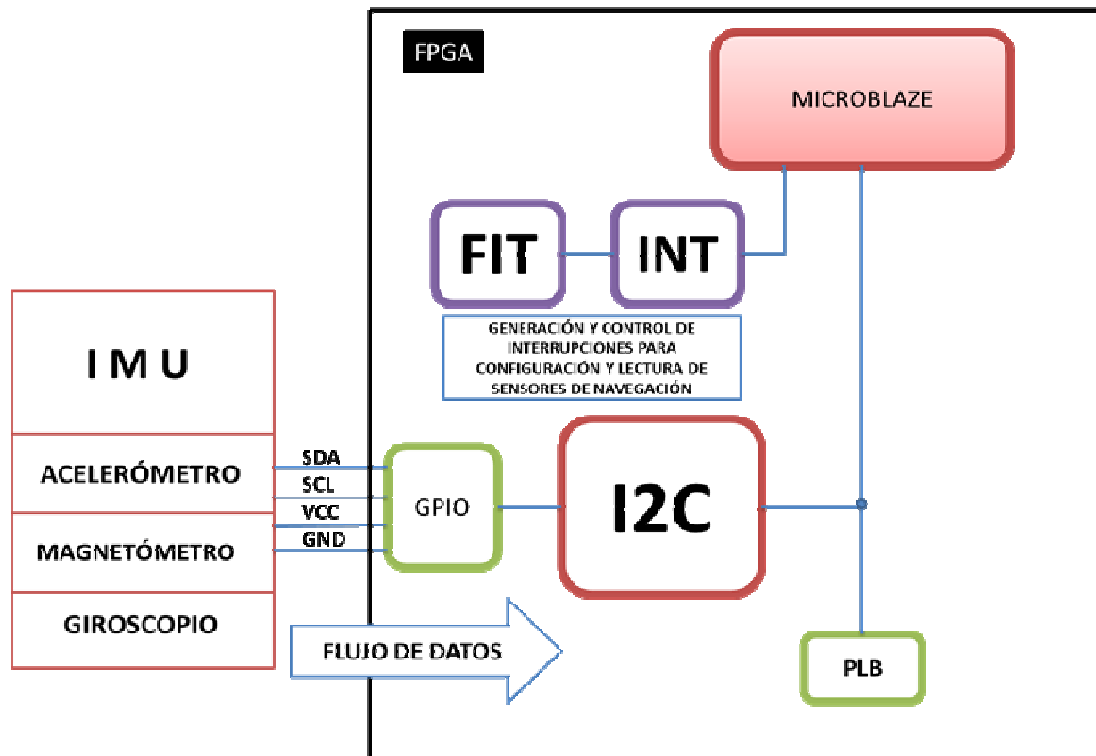 FPGA
MICROBLAZE
FIT
INT
GENERACIÓN Y CONTROL DE
INTERRUPCIONES PARA
CONFIGURACIÓN Y LECTURA DE
SENSORES DE NAVEGACIÓN
I M U
ACELERÓMETRO
MAGNETÓMETRO
GIROSCOPIO
SDA
SCL
VCC
GND
GPIO
I2C
FLUJO DE DATOS
PLB